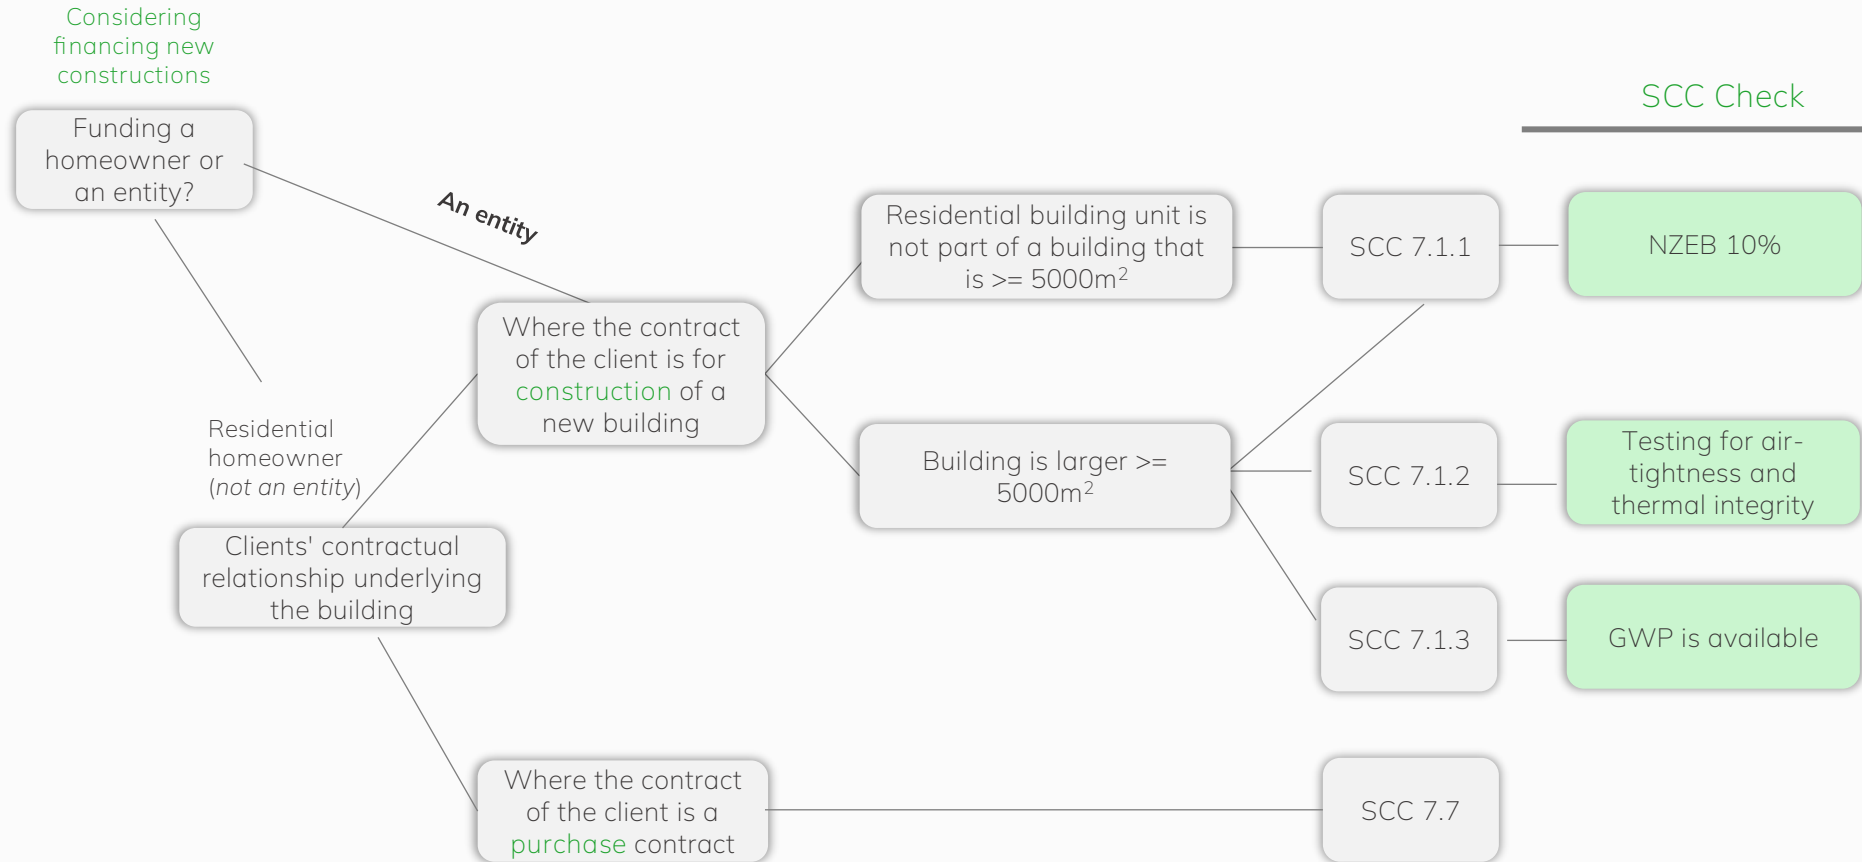 Considering
financing new
constructions
Funding a
homeowner or
an entity?
An entity
Residential
homeowner
(not an entity)
Clients' contractual
relationship underlying
the building
Where the contract
of the client is for
construction of a
new building
Where the contract
of the client is a
purchase contract
Residential building unit is
not part of a building that
is >= 5000m²
Building is larger >=
5000m²
SCC Check
SCC 7.1.1
NZEB 10%
SCC 7.1.2
Testing for air-
tightness and
thermal integrity
SCC 7.1.3
GWP is available
SCC 7.7